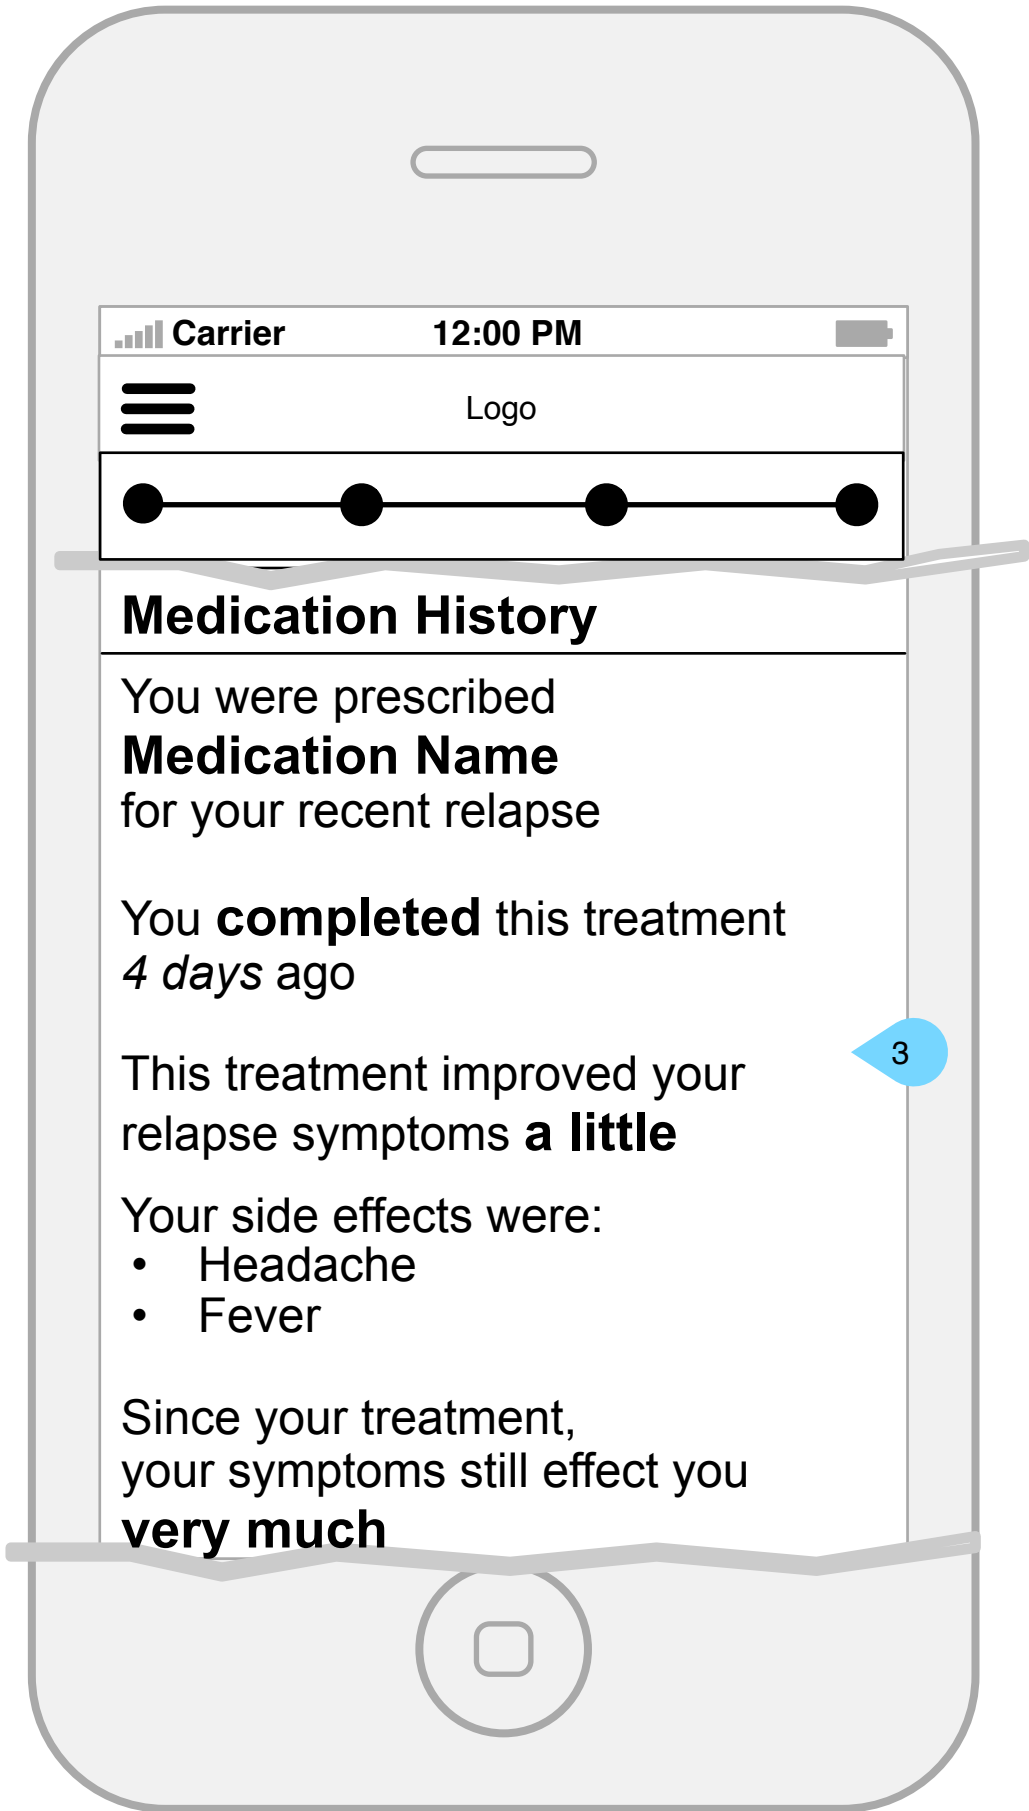 Carrier 12:00 PM
Logo
Medication History
You were prescribed
Medication Name
for your recent relapse
You completed this treatment
4 days ago
3
This treatment improved your
relapse symptoms a little
Your side effects were:
• Headache
• Fever
Since your treatment,
your symptoms still effect you
very much